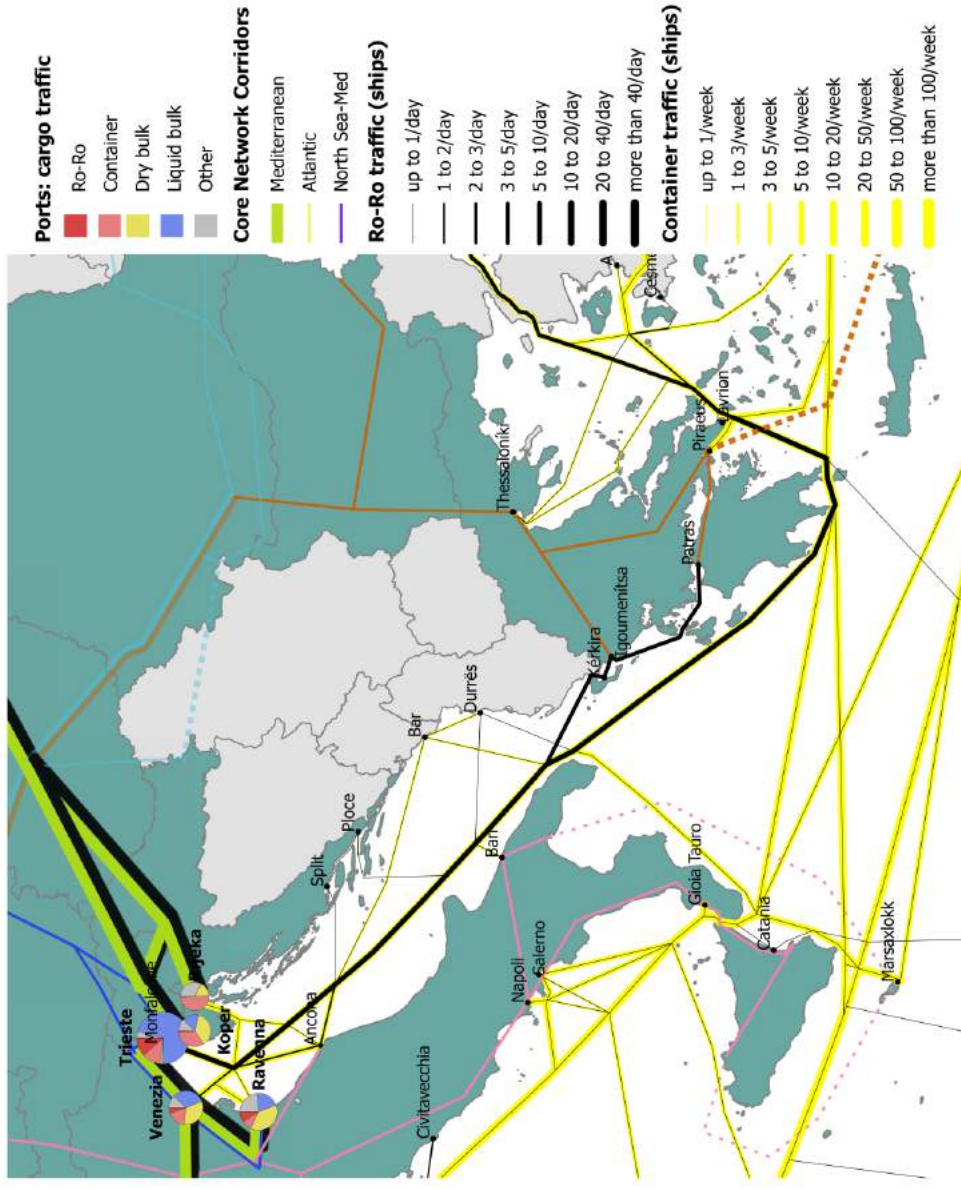 Ports: cargo traffic
Ro-Ro
Container
Dry bulk
Liquid bulk
Other
Core Network Corridors
Mediterranean
Atlantic
North Sea-Med
Ro-Ro traffic (ships)
up to 1/day
1 to 2/day
2 to 3/day
3 to 5/day
5 to 10/day
10 to 20/day
20 to 40/day
more than 40/day
Container traffic (ships)
up to 1/week
1 to 3/week
3 to 5/week
5 to 10/week
10 to 20/week
20 to 50/week
50 to 100/week
more than 100/week
Trieste
Monfalcone
Venezia
Koper
Rijeka
Ravenna
Ancona
Split
Ploce
Bar
Durrës
Civitavecchia
Napoli
Salerno
Bari
Gioia Tauro
Catania
Marsaxlokk
Thessaloníki
Kérkira
Igoumenítsa
Patras
Piraeus
Lavrion
A
Cesme